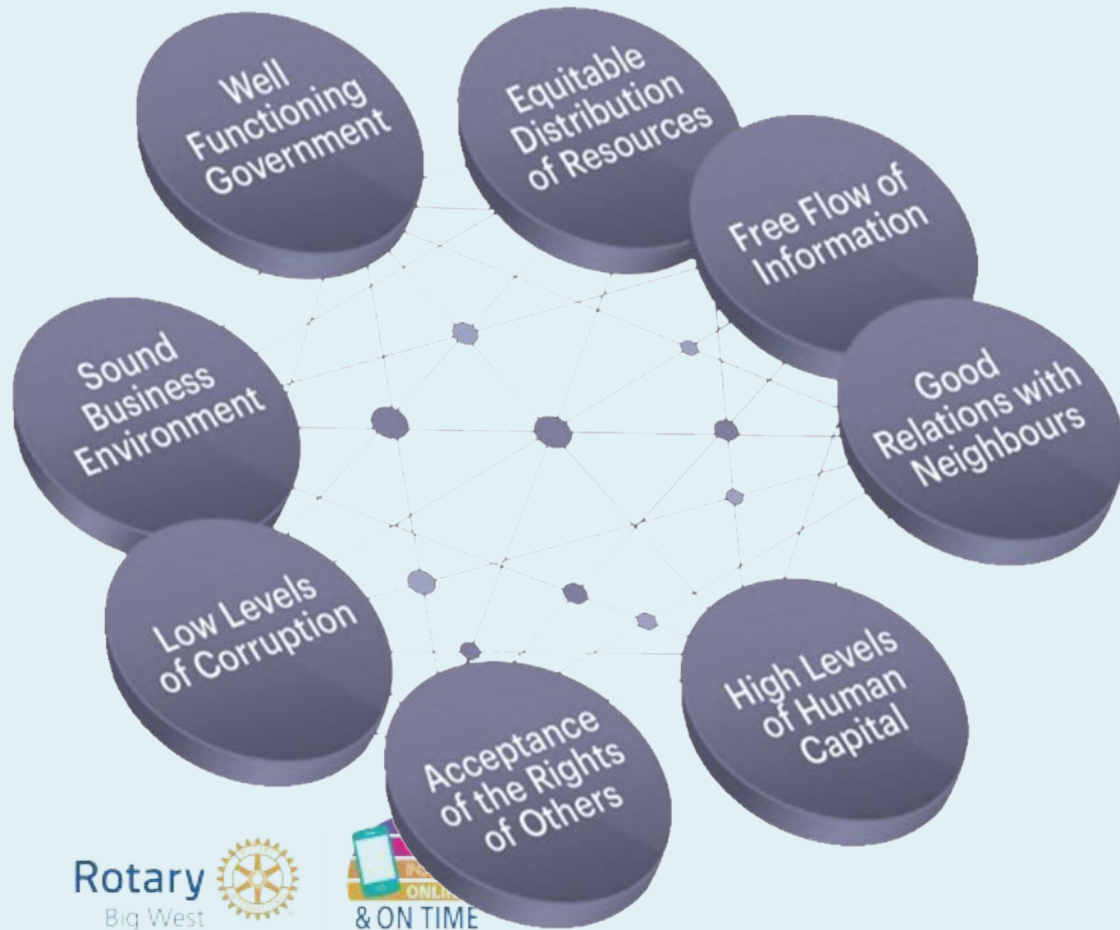 Well
Functioning
Government
Equitable
Distribution
of Resources
Free Flow of
Information
Good
Relations with
Neighbours
Sound
Business
Environment
Low Levels
of Corruption
High Levels
of Human
Capital
Acceptance
of the Rights
of Others
Rotary
Big West
& ON TIME